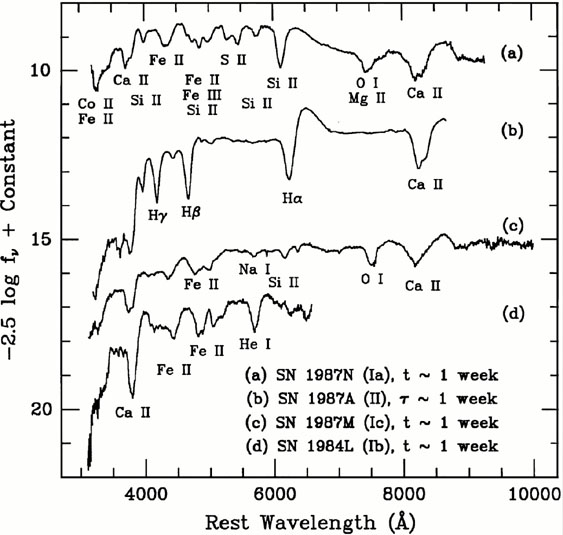 (a)
10
Fe II
S II
Ca II
Si II
O I
Co II
Si II
Fe II
Fe III
Si II
Si II
Mg II
Ca II
Fe II
(b)
Hγ
Hβ
Hα
Ca II
15
(c)
Na I
Fe II
Si II
O I
Ca II
(d)
Fe II
Fe II
He I
20
Ca II
(a) SN 1987N (Ia), t ~ 1 week
(b) SN 1987A (II), τ ~ 1 week
(c) SN 1987M (Ic), t ~ 1 week
(d) SN 1984L (Ib), t ~ 1 week
4000
6000
8000
10000
Rest Wavelength (Å)
−2.5 log fν + Constant